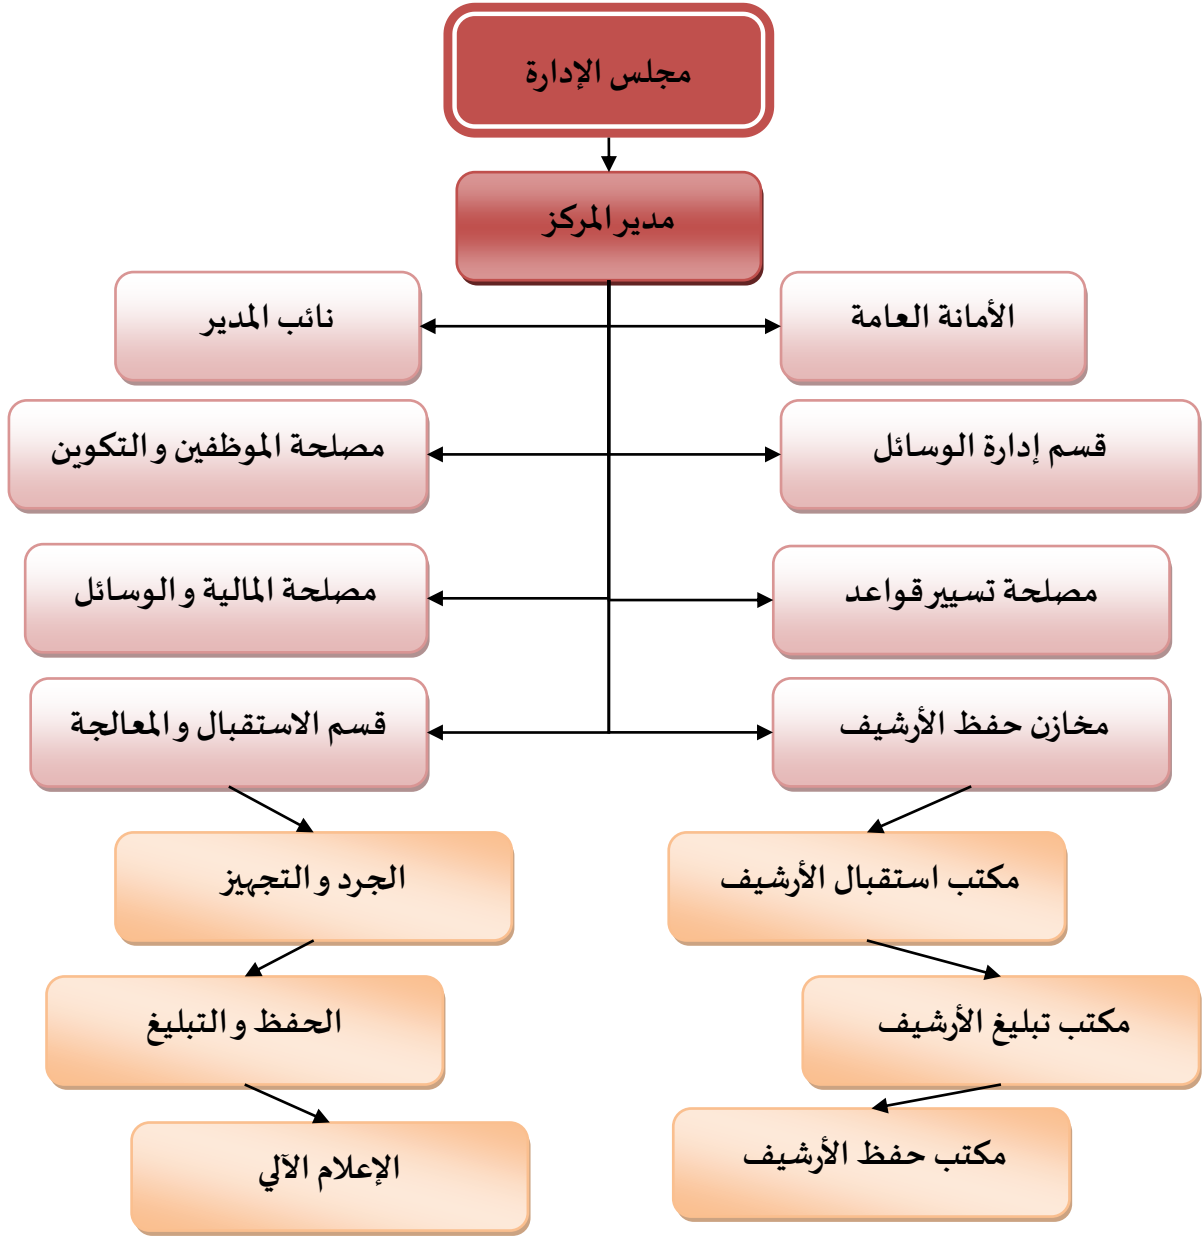 مجلس الإدارة
مدير المركز
الأمانة العامة
نائب المدير
قسم إدارة الوسائل
مصلحة الموظفين و التكوين
مصلحة تسيير قواعد
مصلحة المالية و الوسائل
مخازن حفظ الأرشيف
قسم الاستقبال و المعالجة
مكتب استقبال الأرشيف
الجرد و التجهيز
مكتب تبليغ الأرشيف
الحفظ و التبليغ
مكتب حفظ الأرشيف
الإعلام الآلي